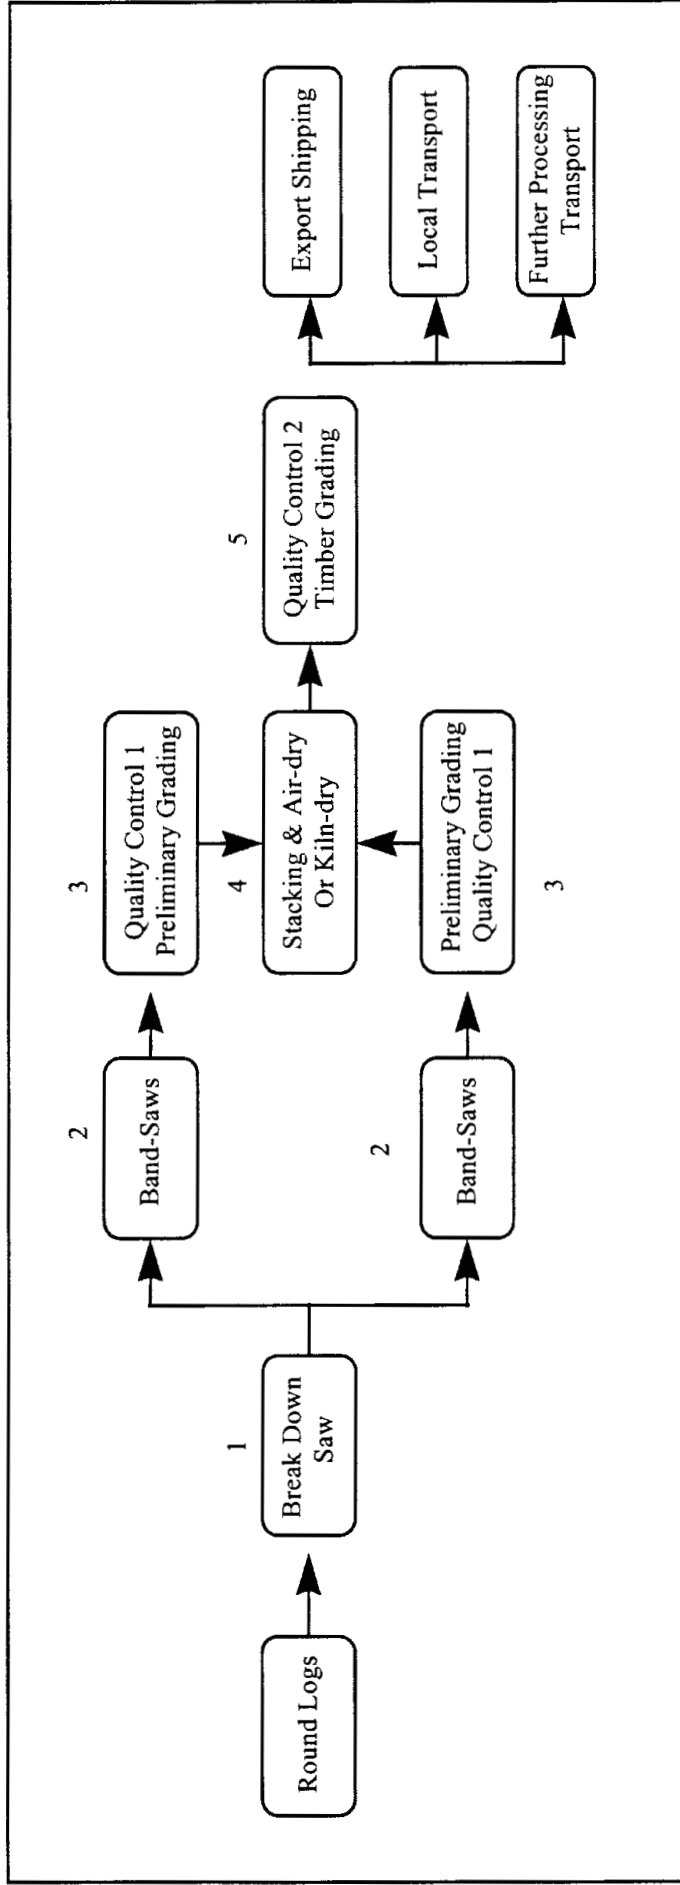 Round Logs
1
Break Down
Saw
2
Band-Saws
2
Band-Saws
3
Quality Control 1
Preliminary Grading
4
Stacking & Air-dry
Or Kiln-dry
Preliminary Grading
Quality Control 1
3
5
Quality Control 2
Timber Grading
Export Shipping
Local Transport
Further Processing
Transport